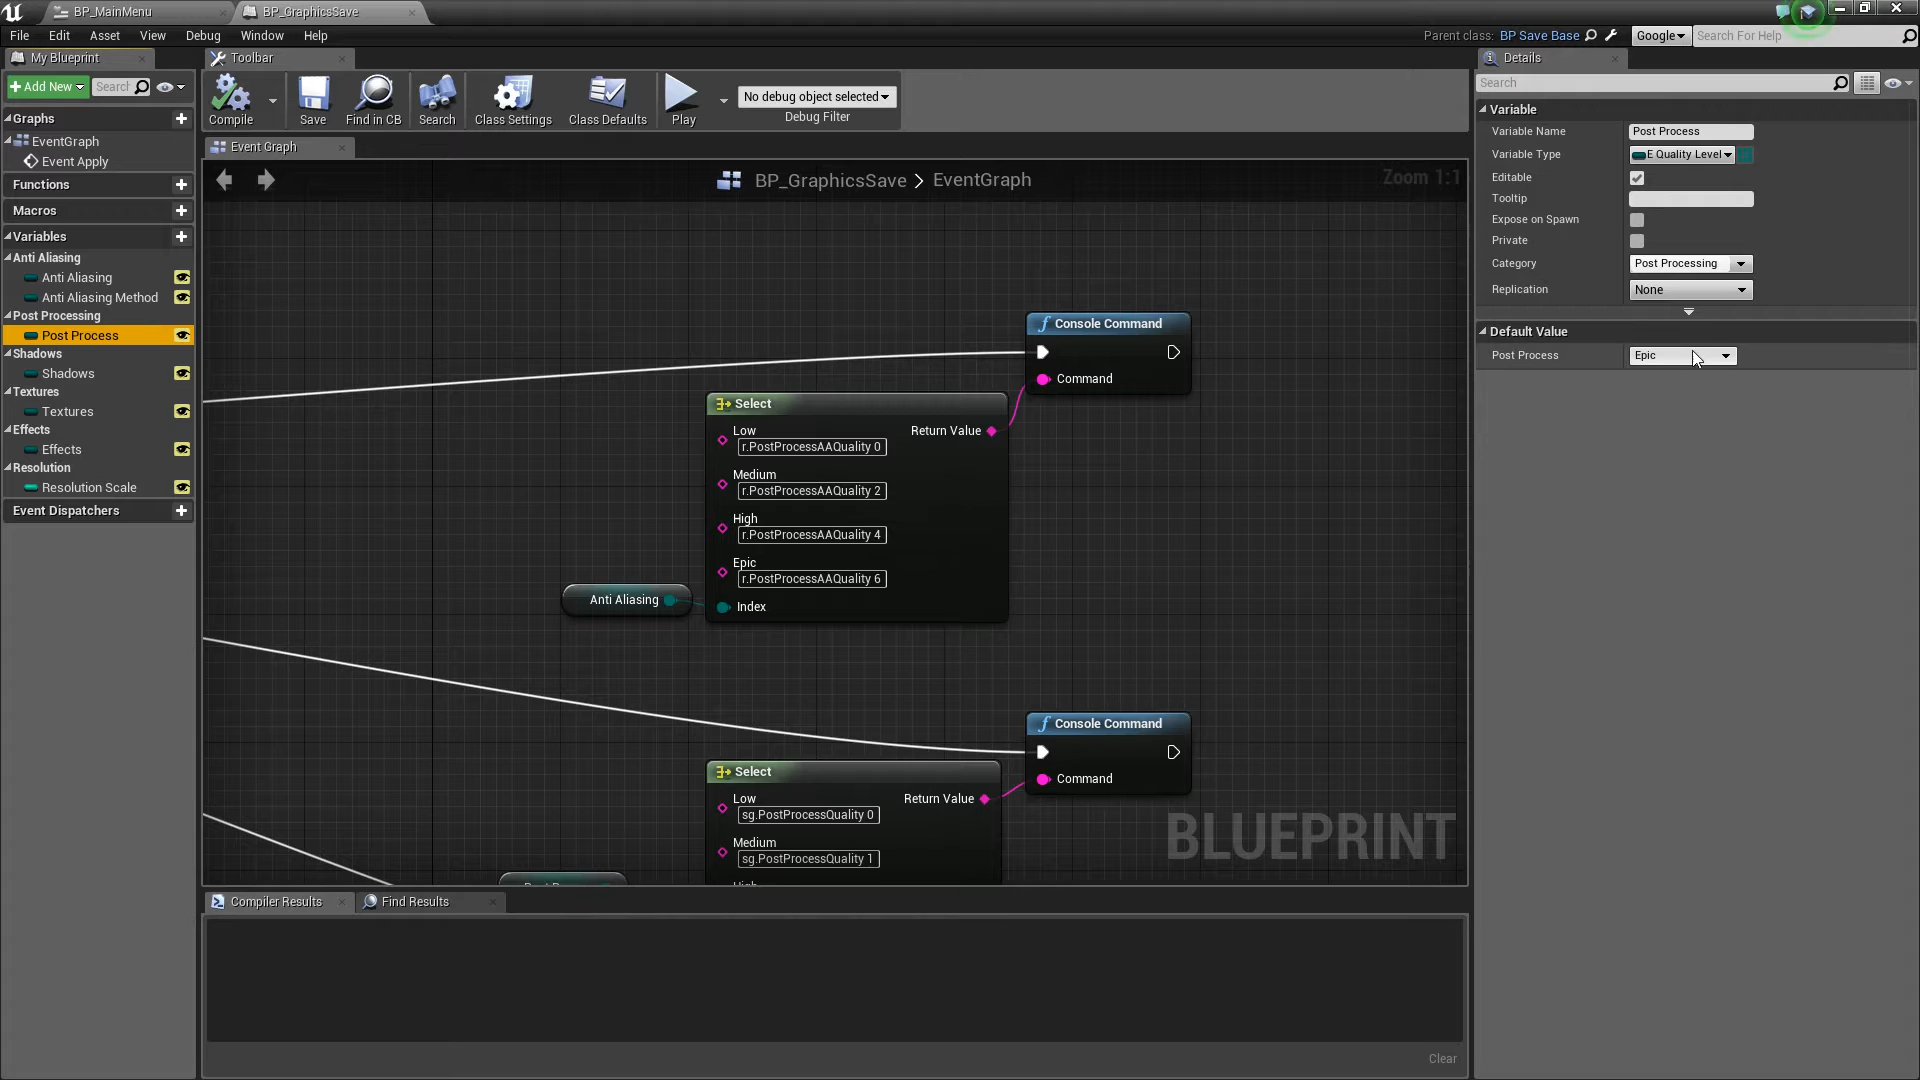 BP_MainMenu
BP_GraphicsSave
File Edit Asset View Debug Window Help
Parent class: BP Save Base
Google
Search For Help
My Blueprint
Toolbar
Details
Add New
Search
Compile
Save
Find in CB
Search
Class Settings
Class Defaults
Play
No debug object selected
Debug Filter
Search
Graphs
EventGraph
Event Apply
Functions
Macros
Variables
Anti Aliasing
Anti Aliasing
Anti Aliasing Method
Post Processing
Post Process
Shadows
Shadows
Textures
Textures
Effects
Effects
Resolution
Resolution Scale
Event Dispatchers
Event Graph
BP_GraphicsSave > EventGraph
Zoom 1:1
Console Command
Command
Select
Low
r.PostProcessAAQuality 0
Return Value
Medium
r.PostProcessAAQuality 2
High
r.PostProcessAAQuality 4
Epic
r.PostProcessAAQuality 6
Index
Anti Aliasing
Console Command
Command
Select
Low
sg.PostProcessQuality 0
Return Value
Medium
sg.PostProcessQuality 1
BLUEPRINT
Compiler Results
Find Results
Clear
Variable
Variable Name Post Process
Variable Type E Quality Level
Editable
Tooltip
Expose on Spawn
Private
Category Post Processing
Replication None
Default Value
Post Process Epic